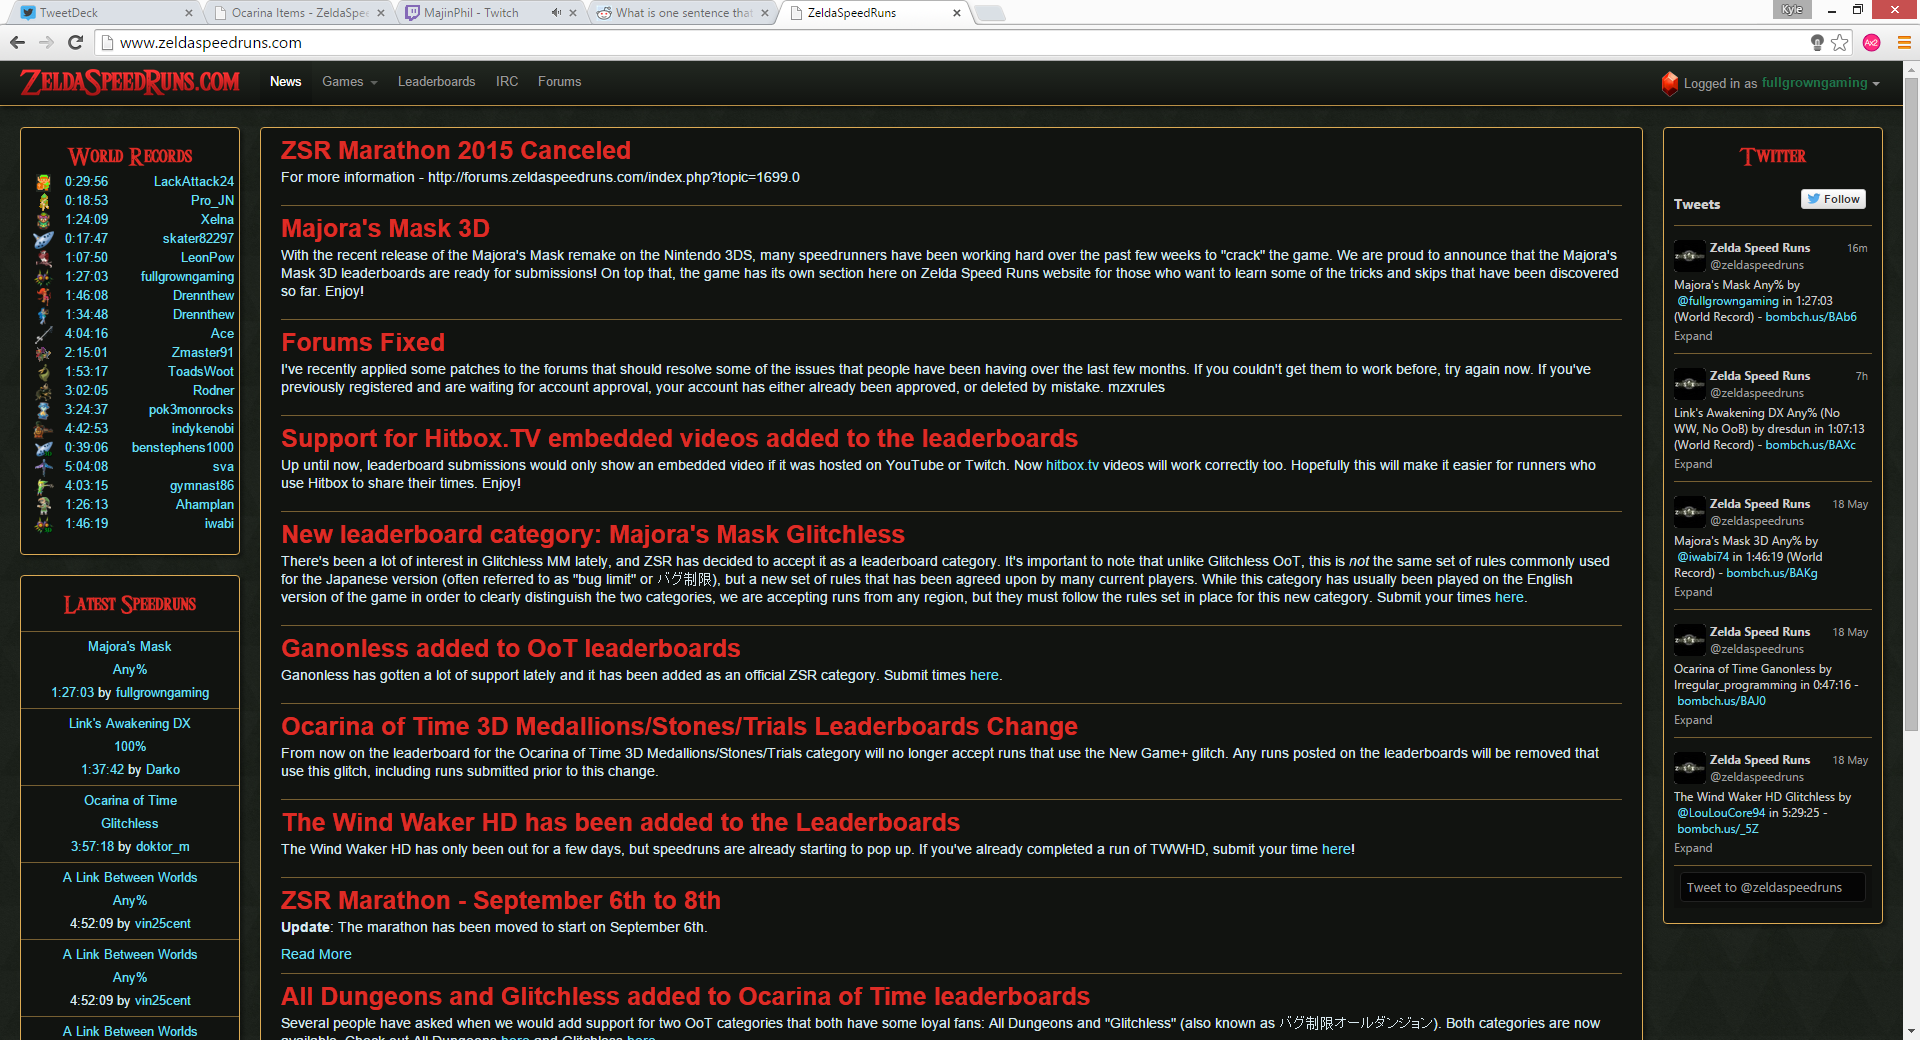 TweetDeck
Ocarina Items - ZeldaSpe
MajinPhil - Twitch
What is one sentence that
ZeldaSpeedRuns
Kyle
www.zeldaspeedruns.com
ZeldaSpeedRuns.com
News
Games
Leaderboards
IRC
Forums
Logged in as fullgrowngaming
World Records
0:29:56 LackAttack24
0:18:53 Pro_JN
1:24:09 Xelna
0:17:47 skater82297
1:07:50 LeonPow
1:27:03 fullgrowngaming
1:46:08 Drennthew
1:34:48 Drennthew
4:04:16 Ace
2:15:01 Zmaster91
1:53:17 ToadsWoot
3:02:05 Rodner
3:24:37 pok3monrocks
4:42:53 indykenobi
0:39:06 benstephens1000
5:04:08 sva
4:03:15 gymnast86
1:26:13 Ahamplan
1:46:19 iwabi
Latest Speedruns
Majora's Mask
Any%
1:27:03 by fullgrowngaming
Link's Awakening DX
100%
1:37:42 by Darko
Ocarina of Time
Glitchless
3:57:18 by doktor_m
A Link Between Worlds
Any%
4:52:09 by vin25cent
A Link Between Worlds
Any%
4:52:09 by vin25cent
A Link Between Worlds
ZSR Marathon 2015 Canceled
For more information - http://forums.zeldaspeedruns.com/index.php?topic=1699.0
Majora's Mask 3D
With the recent release of the Majora's Mask remake on the Nintendo 3DS, many speedrunners have been working hard over the past few weeks to "crack" the game. We are proud to announce that the Majora's
Mask 3D leaderboards are ready for submissions! On top that, the game has its own section here on Zelda Speed Runs website for those who want to learn some of the tricks and skips that have been discovered
so far. Enjoy!
Forums Fixed
I've recently applied some patches to the forums that should resolve some of the issues that people have been having over the last few months. If you couldn't get them to work before, try again now. If you've
previously registered and are waiting for account approval, your account has either already been approved, or deleted by mistake. mzxrules
Support for Hitbox.TV embedded videos added to the leaderboards
Up until now, leaderboard submissions would only show an embedded video if it was hosted on YouTube or Twitch. Now hitbox.tv videos will work correctly too. Hopefully this will make it easier for runners who
use Hitbox to share their times. Enjoy!
New leaderboard category: Majora's Mask Glitchless
There's been a lot of interest in Glitchless MM lately, and ZSR has decided to accept it as a leaderboard category. It's important to note that unlike Glitchless OoT, this is not the same set of rules commonly used
for the Japanese version (often referred to as "bug limit" or バグ制限), but a new set of rules that has been agreed upon by many current players. While this category has usually been played on the English
version of the game in order to clearly distinguish the two categories, we are accepting runs from any region, but they must follow the rules set in place for this new category. Submit your times here.
Ganonless added to OoT leaderboards
Ganonless has gotten a lot of support lately and it has been added as an official ZSR category. Submit times here.
Ocarina of Time 3D Medallions/Stones/Trials Leaderboards Change
From now on the leaderboard for the Ocarina of Time 3D Medallions/Stones/Trials category will no longer accept runs that use the New Game+ glitch. Any runs posted on the leaderboards will be removed that
use this glitch, including runs submitted prior to this change.
The Wind Waker HD has been added to the Leaderboards
The Wind Waker HD has only been out for a few days, but speedruns are already starting to pop up. If you've already completed a run of TWWHD, submit your time here!
ZSR Marathon - September 6th to 8th
Update: The marathon has been moved to start on September 6th.
Read More
All Dungeons and Glitchless added to Ocarina of Time leaderboards
Several people have asked when we would add support for two OoT categories that both have some loyal fans: All Dungeons and "Glitchless" (also known as バグ制限オールダンジョン). Both categories are now
available. Check out All Dungeons here and Glitchless here.
Twitter
Tweets
Follow
Zelda Speed Runs 16m
@zeldaspeedruns
Majora's Mask Any% by
@fullgrowngaming in 1:27:03
(World Record) - bombch.us/BAb6
Expand
Zelda Speed Runs 7h
@zeldaspeedruns
Link's Awakening DX Any% (No
WW, No OoB) by dresdun in 1:07:13
(World Record) - bombch.us/BAXc
Expand
Zelda Speed Runs 18 May
@zeldaspeedruns
Majora's Mask 3D Any% by
@iwabi74 in 1:46:19 (World
Record) - bombch.us/BAKg
Expand
Zelda Speed Runs 18 May
@zeldaspeedruns
Ocarina of Time Ganonless by
Irregular_programming in 0:47:16 -
bombch.us/BAJ0
Expand
Zelda Speed Runs 18 May
@zeldaspeedruns
The Wind Waker HD Glitchless by
@LouLouCore94 in 5:29:25 -
bombch.us/_5Z
Expand
Tweet to @zeldaspeedruns